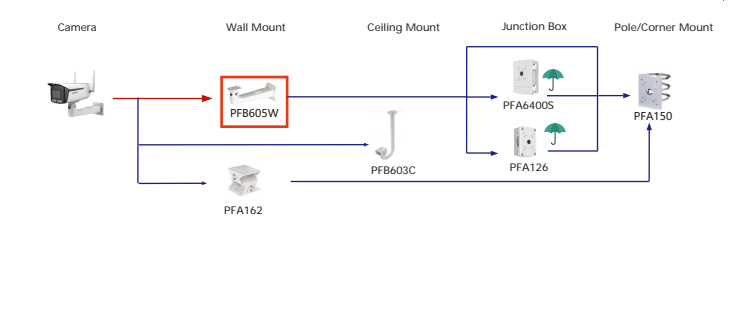 Camera
Wall Mount
Ceiling Mount
Junction Box
Pole/Corner Mount
PFB605W
PFA6400S
PFA150
PFB603C
PFA126
PFA162